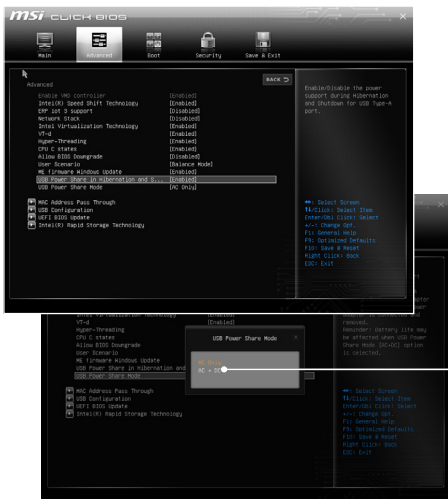 msi CLICK BIOS
×
Main Advanced Boot Security Save & Exit
Advanced
BACK
Enable VMD controller [Enabled]
Intel(R) Speed Shift Technology [Enabled]
ERP Lot 3 Support [Disabled]
Network Stack [Disabled]
Intel Virtualization Technology [Enabled]
VT-d [Enabled]
Hyper-Threading [Enabled]
CPU C states [Enabled]
Allow BIOS Downgrade [Disabled]
User Scenario [Balance Mode]
ME firmware Windows Update [Enabled]
USB Power Share in Hibernation and S... [Enabled]
USB Power Share Mode [AC Only]
MAC Address Pass Through
USB Configuration
UEFI BIOS Update
Intel(R) Rapid Storage Technology
Enable/Disable the power
support during Hibernation
and Shutdown for USB Type-A
port.
↔: Select Screen
↑↓/Click: Select Item
Enter/Dbl Click: Select
+/-: Change Opt.
F1: General Help
F9: Optimized Defaults
F10: Save & Reset
Right Click: Back
ESC: Exit
×
removed.
Reminder: Battery life may
be affected when USB Power
Share Mode [AC+DC] option
is selected.
Intel Virtualization Technology [Enabled]
VT-d [Enabled]
Hyper-Threading
CPU C states
Allow BIOS Downgrade
User Scenario
ME firmware Windows Update
USB Power Share in Hibernation and
USB Power Share Mode
USB Power Share Mode ×
AC Only
AC + DC
MAC Address Pass Through
USB Configuration
UEFI BIOS Update
Intel(R) Rapid Storage Technology
↔: Select Screen
↑↓/Click: Select Item
Enter/Dbl Click: Select
+/-: Change Opt.
F1: General Help
F9: Optimized Defaults
F10: Save & Reset
Right Click: Back
ESC: Exit